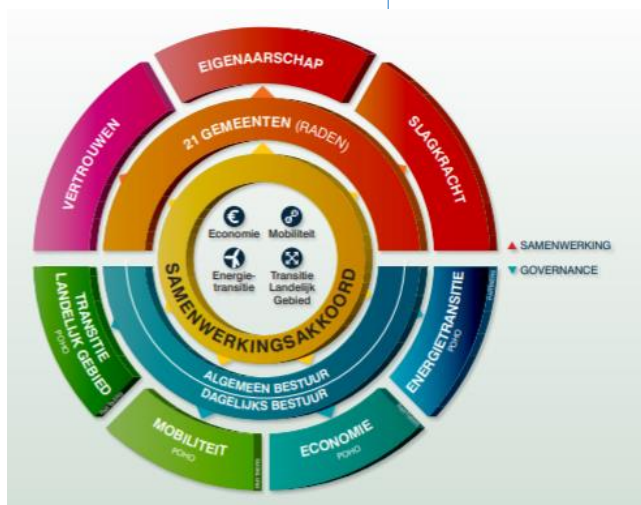 EIGENAARSCHAP
VERTROUWEN
SLAGKRACHT
21 GEMEENTEN (RADEN)
Economie
Mobiliteit
Energie-
transitie
Transitie
Landelijk
Gebied
SAMENWERKINGSAKKOORD
SAMENWERKING
GOVERNANCE
TRANSITIE
LANDELIJK GEBIED
POHO
ENERGIETRANSITIE
POHO
ALGEMEEN BESTUUR
DAGELIJKS BESTUUR
MOBILITEIT
POHO
ECONOMIE
POHO